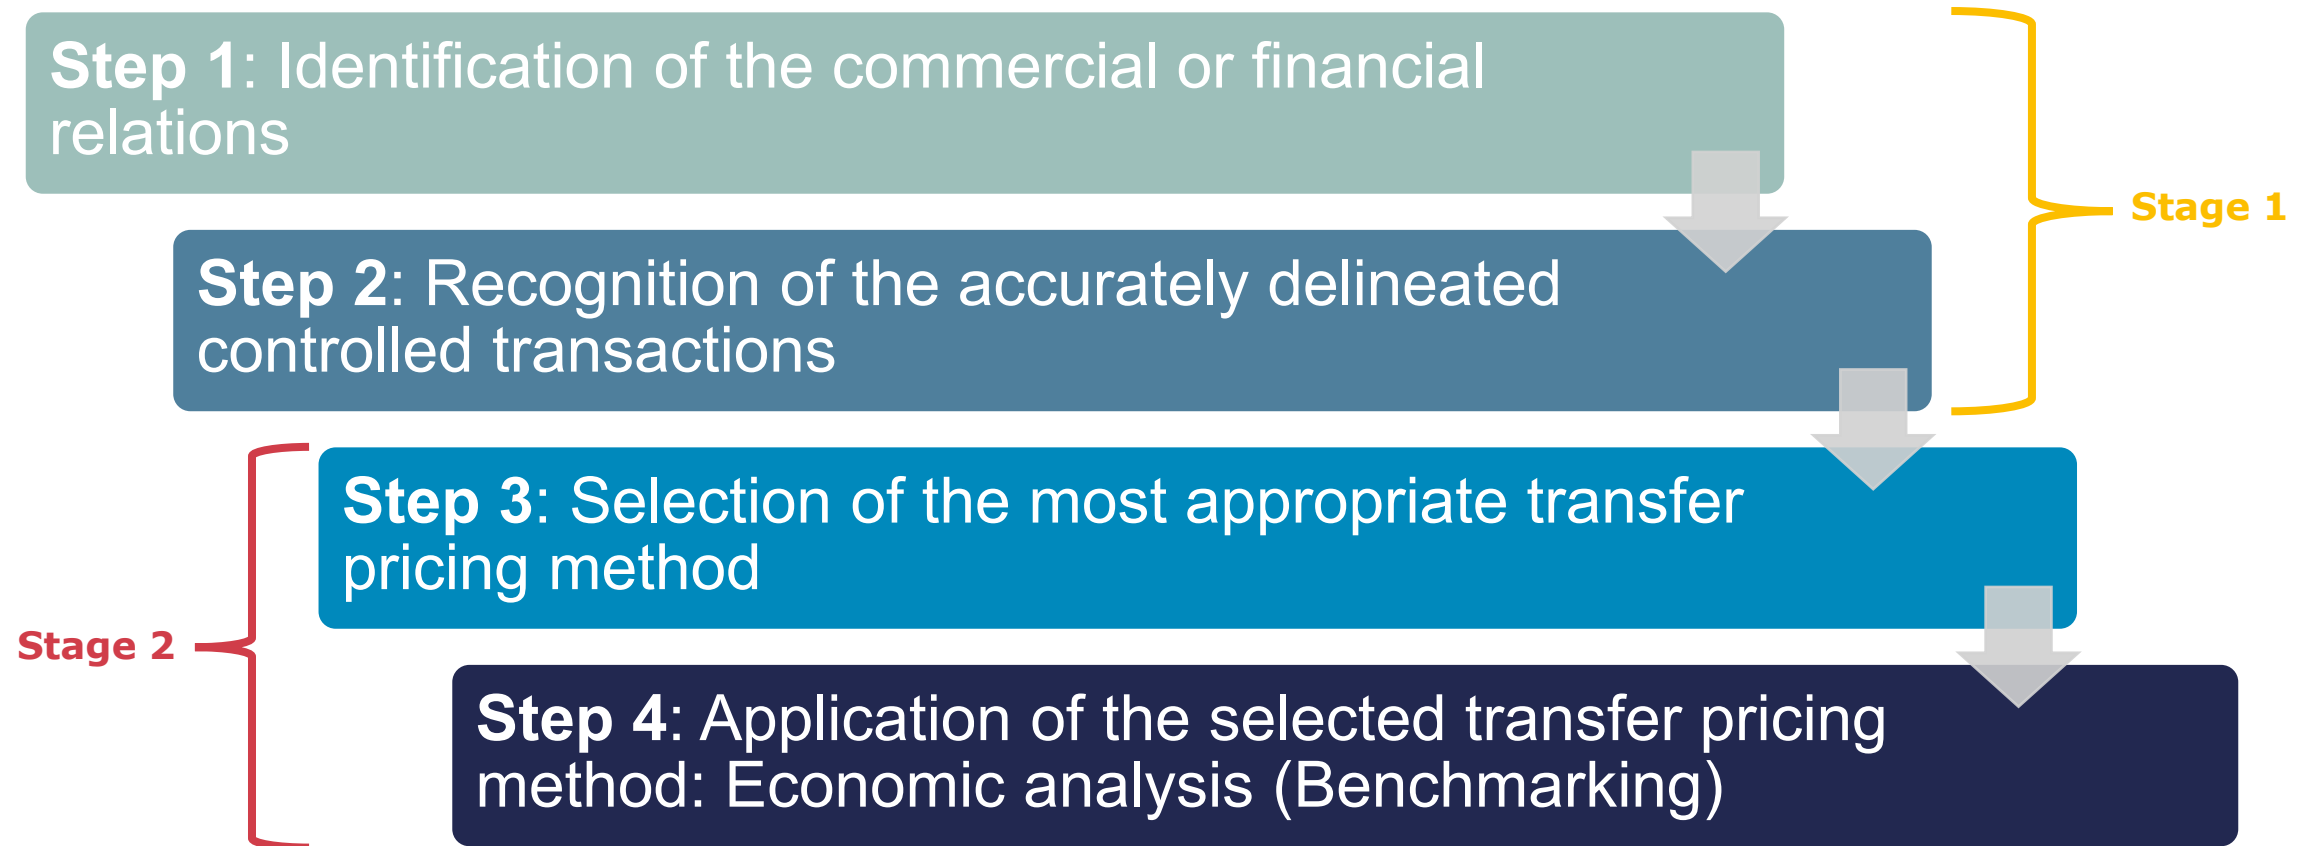 Step 1: Identification of the commercial or financial
relations
Stage 1
Step 2: Recognition of the accurately delineated
controlled transactions
Step 3: Selection of the most appropriate transfer
pricing method
Stage 2
Step 4: Application of the selected transfer pricing
method: Economic analysis (Benchmarking)